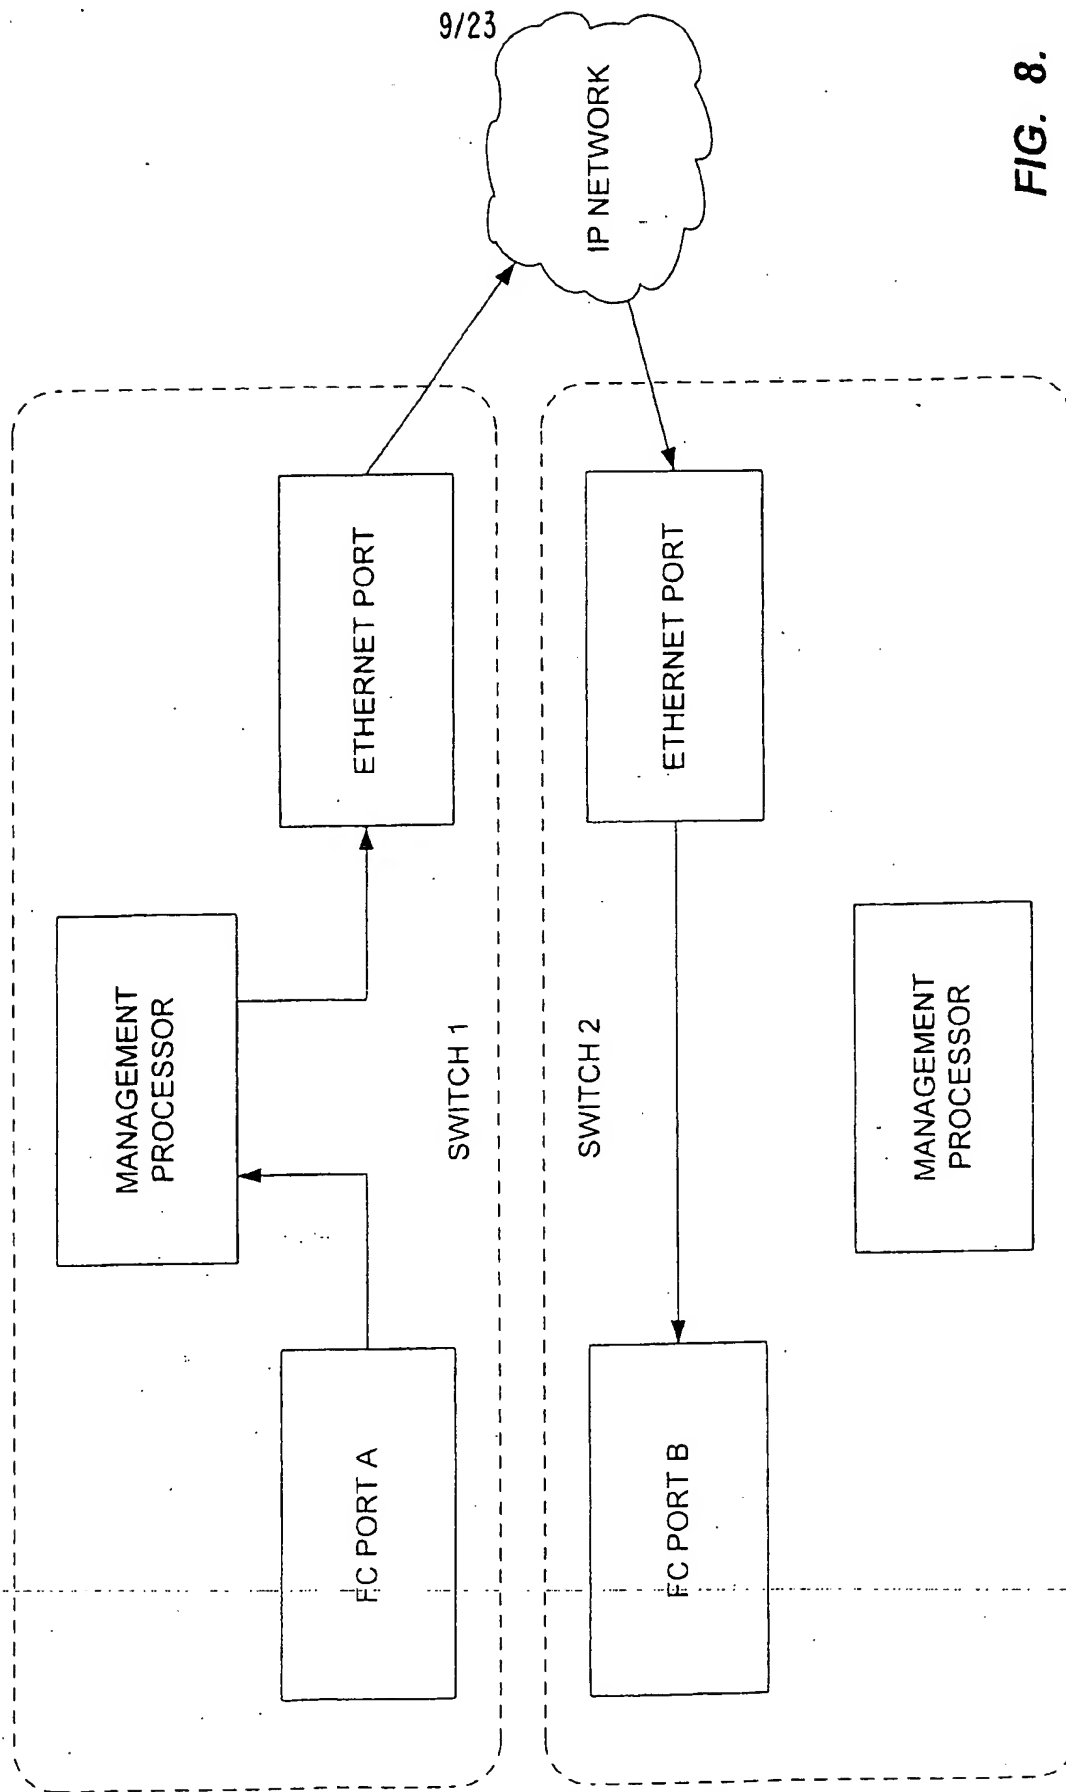 9/23
MANAGEMENT
PROCESSOR
FC PORT A
ETHERNET PORT
IP NETWORK
SWITCH 1
SWITCH 2
FC PORT B
ETHERNET PORT
MANAGEMENT
PROCESSOR
FIG. 8.